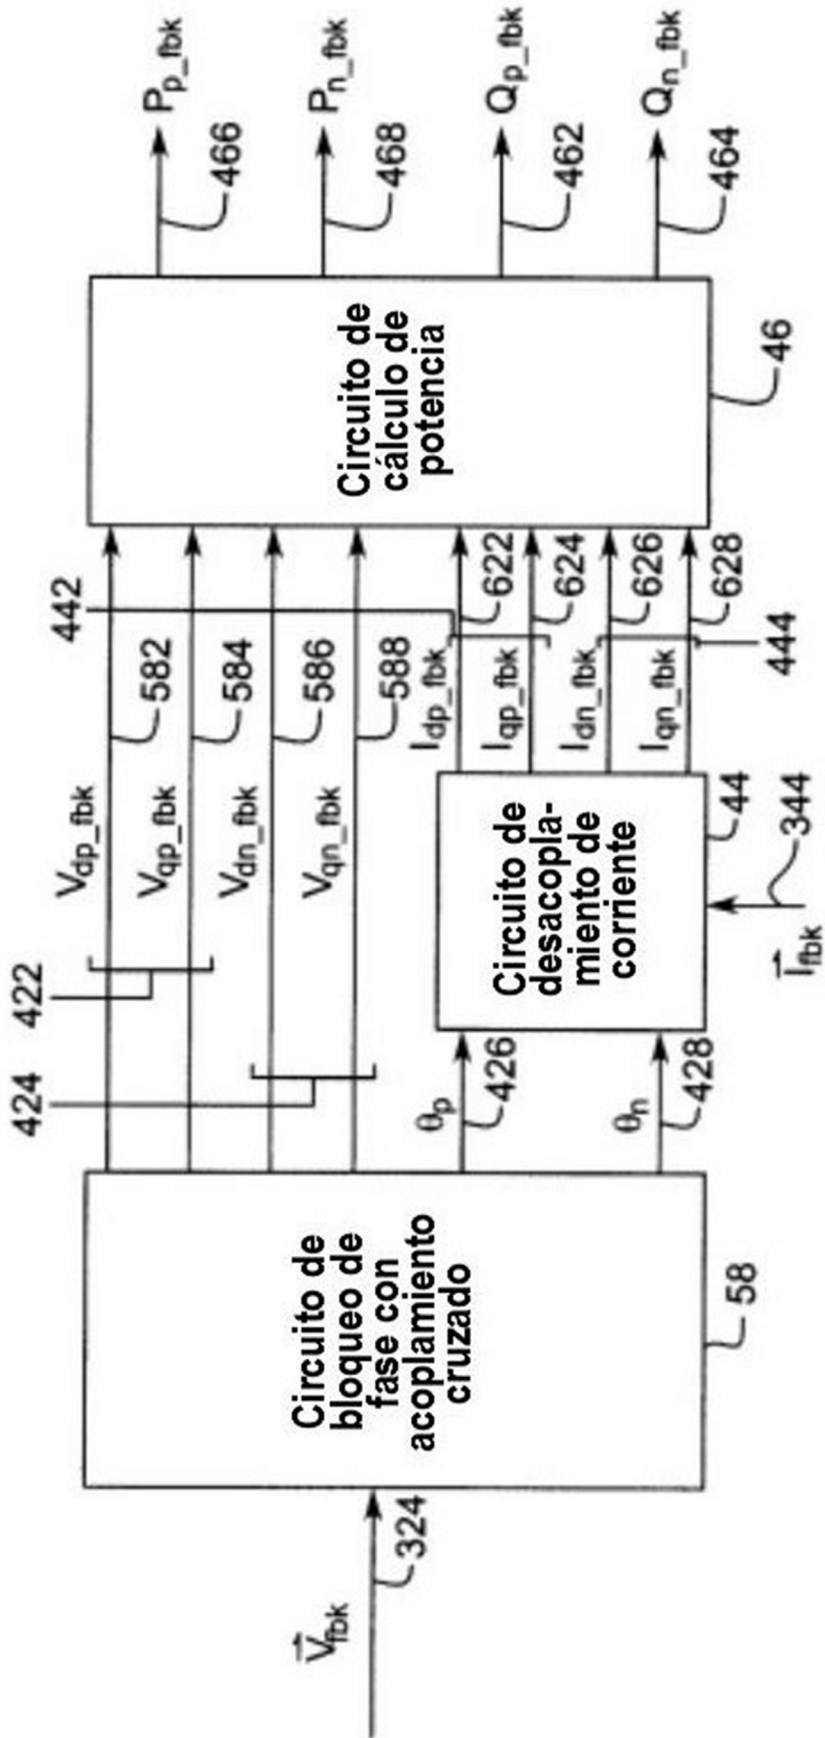 V_fbk
324
Circuito de
bloqueo de
fase con
acoplamiento
cruzado
58
424
422
V_dp_fbk
582
V_qp_fbk
584
V_dn_fbk
586
V_qn_fbk
588
θ_p
426
θ_n
428
Circuito de
desacopla-
miento de
corriente
44
I_fbk
344
442
I_dp_fbk
622
I_qp_fbk
624
I_dn_fbk
626
I_qn_fbk
628
444
Circuito de
cálculo de
potencia
46
P_p_fbk
466
P_n_fbk
468
Q_p_fbk
462
Q_n_fbk
464